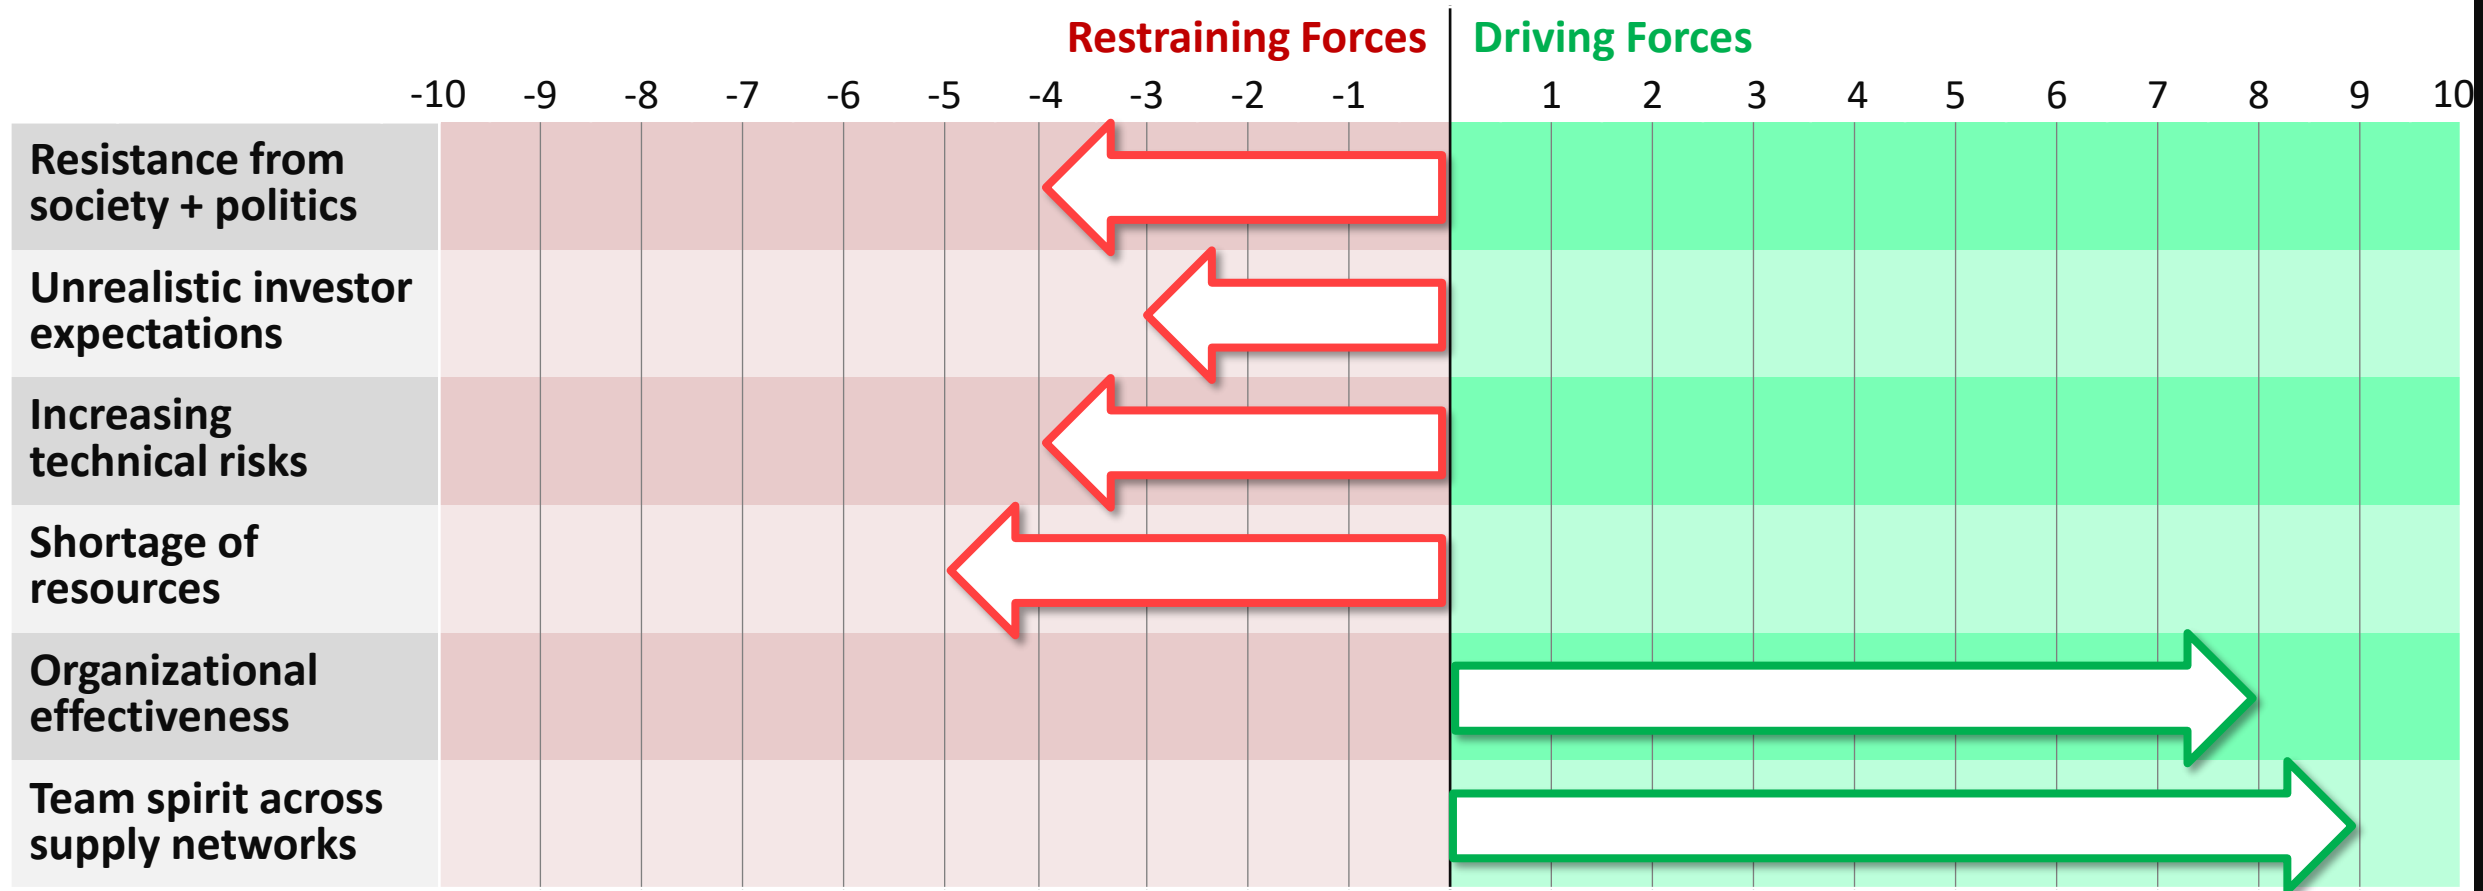 Restraining Forces Driving Forces
-10 -9 -8 -7 -6 -5 -4 -3 -2 -1 1 2 3 4 5 6 7 8 9 10
Resistance from
society + politics
Unrealistic investor
expectations
Increasing
technical risks
Shortage of
resources
Organizational
effectiveness
Team spirit across
supply networks